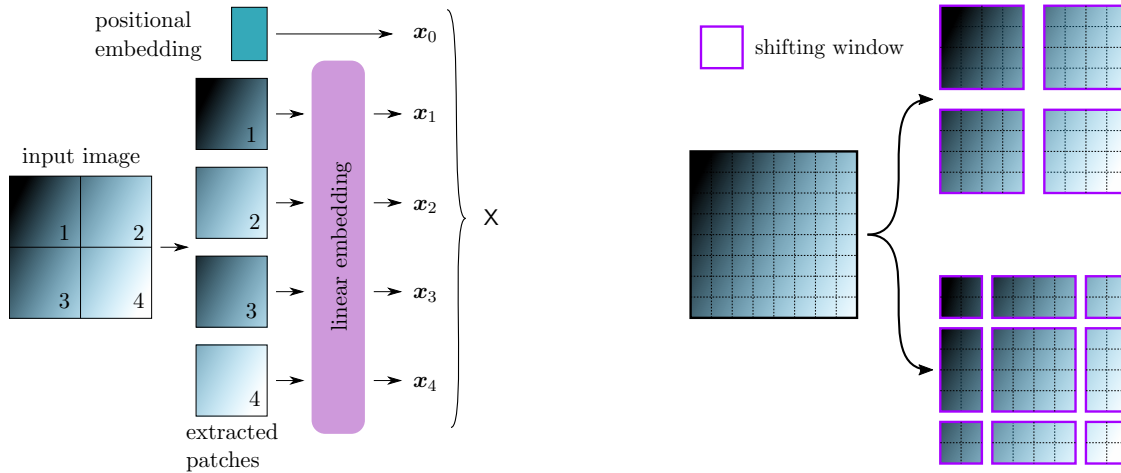 positional
embedding
x₀
1
x₁
input image
1 2
3 4
2
x₂
linear embedding
3
x₃
4
x₄
extracted
patches
X
shifting window